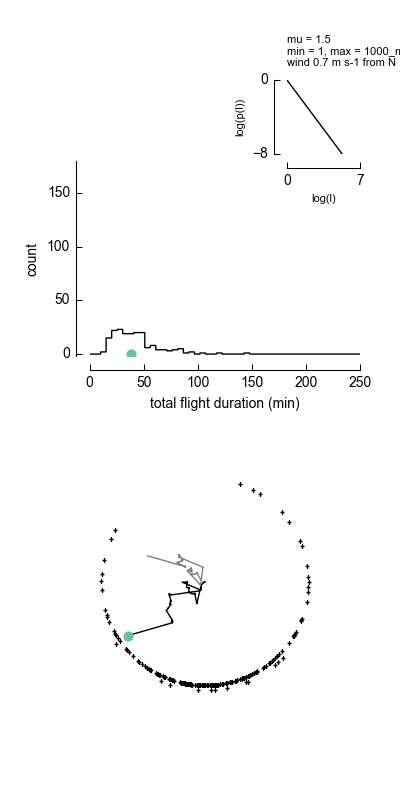 mu = 1.5
min = 1, max = 1000_m
wind 0.7 m s-1 from N
0
log(p(l))
−8
0
7
log(l)
150
100
50
0
count
0
50
100
150
200
250
total flight duration (min)